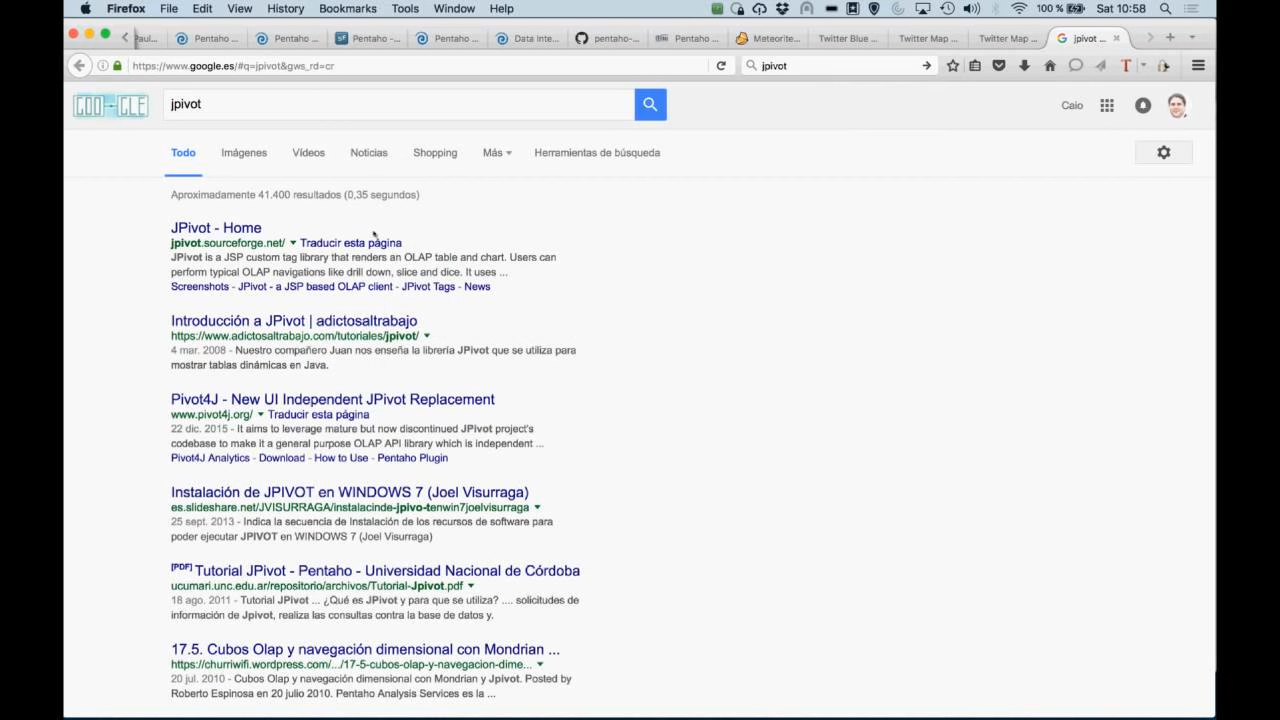 Firefox File Edit View History Bookmarks Tools Window Help 100 % Sat 10:58
Pentaho ... Pentaho ... Pentaho -... Pentaho ... Data Inte... pentaho-... Pentaho ... Meteorite... Twitter Blue ... Twitter Map ... Twitter Map ... jpivot ...
https://www.google.es/#q=jpivot&gws_rd=cr
jpivot
jpivot
Caio
Todo Imágenes Vídeos Noticias Shopping Más Herramientas de búsqueda
Aproximadamente 41.400 resultados (0,35 segundos)
JPivot - Home
jpivot.sourceforge.net/ Traducir esta página
JPivot is a JSP custom tag library that renders an OLAP table and chart. Users can
perform typical OLAP navigations like drill down, slice and dice. It uses ...
Screenshots - JPivot - a JSP based OLAP client - JPivot Tags - News
Introducción a JPivot | adictosaltrabajo
https://www.adictosaltrabajo.com/tutoriales/jpivot/
4 mar. 2008 - Nuestro compañero Juan nos enseña la librería JPivot que se utiliza para
mostrar tablas dinámicas en Java.
Pivot4J - New UI Independent JPivot Replacement
www.pivot4j.org/ Traducir esta página
22 dic. 2015 - It aims to leverage mature but now discontinued JPivot project's
codebase to make it a general purpose OLAP API library which is independent ...
Pivot4J Analytics - Download - How to Use - Pentaho Plugin
Instalación de JPIVOT en WINDOWS 7 (Joel Visurraga)
es.slideshare.net/JVISURRAGA/instalacinde-jpivo-tenwin7joelvisurraga
25 sept. 2013 - Indica la secuencia de Instalación de los recursos de software para
poder ejecutar JPIVOT en WINDOWS 7 (Joel Visurraga)
[PDF] Tutorial JPivot - Pentaho - Universidad Nacional de Córdoba
ucumari.unc.edu.ar/repositorio/archivos/Tutorial-Jpivot.pdf
18 ago. 2011 - Tutorial JPivot ... ¿Qué es JPivot y para que se utiliza? .... solicitudes de
información de Jpivot, realiza las consultas contra la base de datos y.
17.5. Cubos Olap y navegación dimensional con Mondrian ...
https://churriwifi.wordpress.com/.../17-5-cubos-olap-y-navegacion-dime...
20 jul. 2010 - Cubos Olap y navegación dimensional con Mondrian y Jpivot. Posted by
Roberto Espinosa en 20 julio 2010. Pentaho Analysis Services es la ...